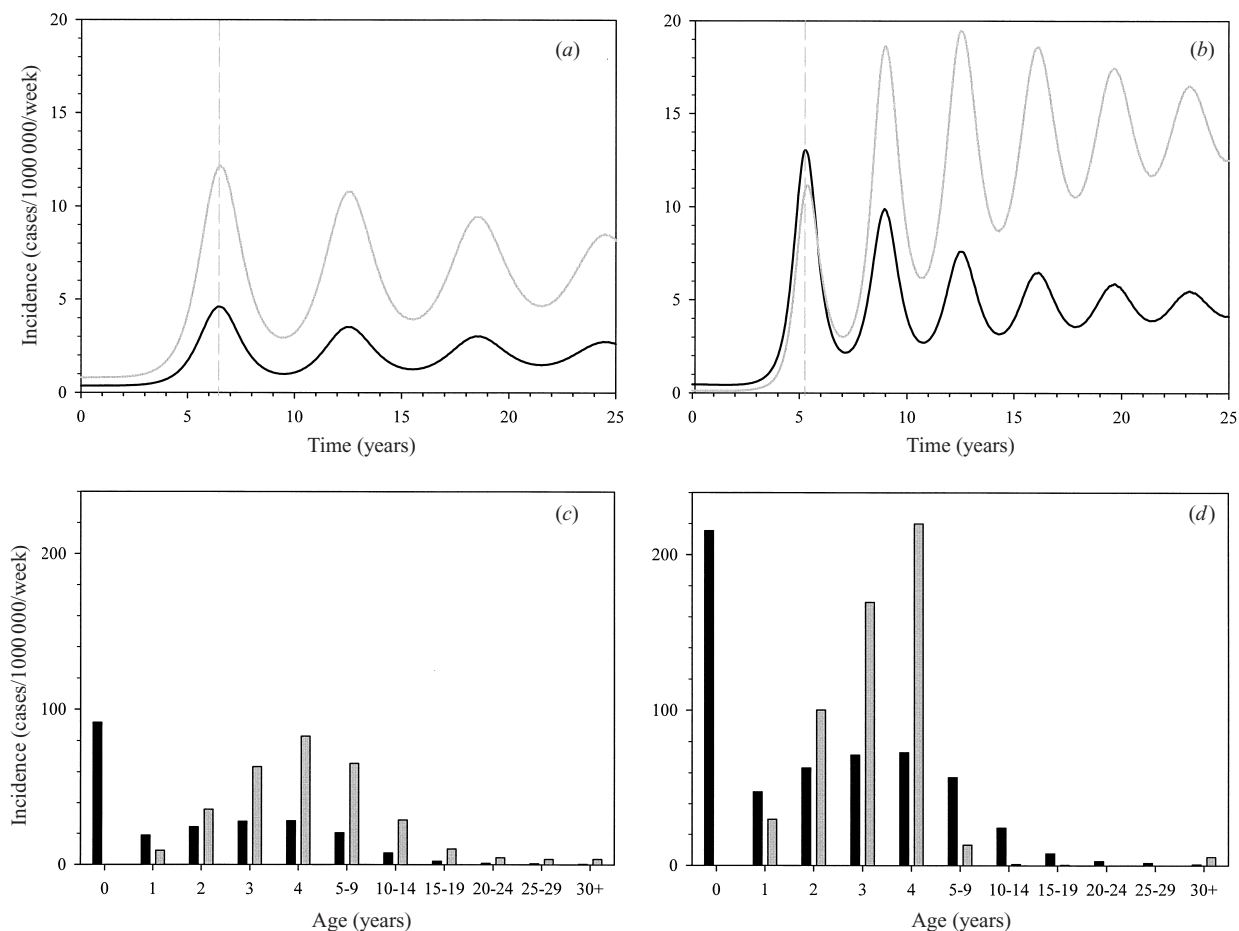 (a)
Incidence (cases/1000 000/week)
20
15
10
5
0
0 5 10 15 20 25
Time (years)
(b)
20
15
10
5
0
0 5 10 15 20 25
Time (years)
(c)
Incidence (cases/1000 000/week)
200
100
0
0 1 2 3 4 5-9 10-14 15-19 20-24 25-29 30+
Age (years)
(d)
200
100
0
0 1 2 3 4 5-9 10-14 15-19 20-24 25-29 30+
Age (years)